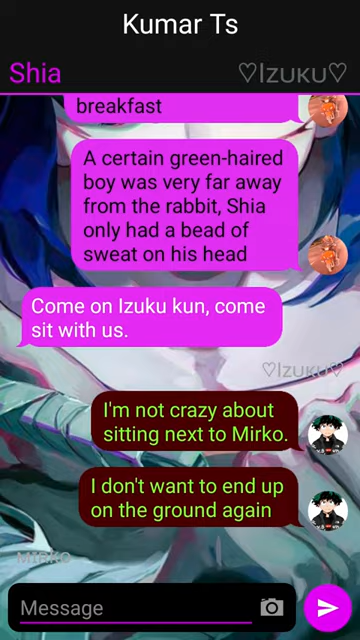 Kumar Ts
Shia ♡Izuku♡
breakfast
A certain green-haired
boy was very far away
from the rabbit, Shia
only had a bead of
sweat on his head
Come on Izuku kun, come
sit with us.
♡Izuku♡
I'm not crazy about
sitting next to Mirko.
I don't want to end up
on the ground again
Mirko
Message